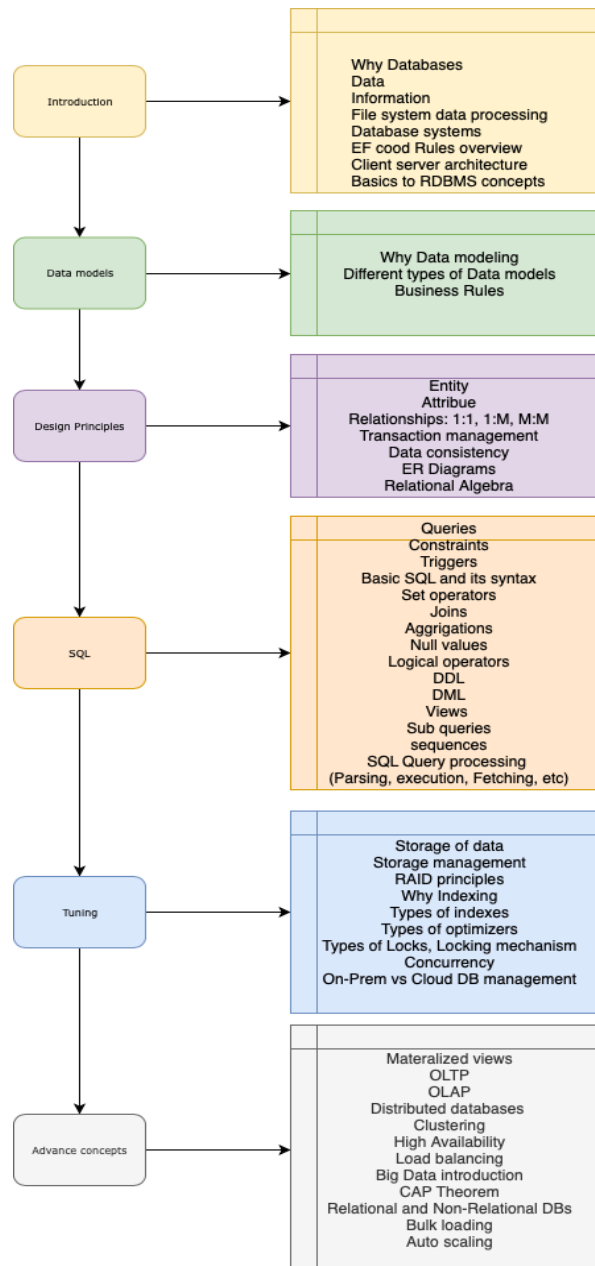 Introduction
Why Databases
Data
Information
File system data processing
Database systems
EF cood Rules overview
Client server architecture
Basics to RDBMS concepts
Data models
Why Data modeling
Different types of Data models
Business Rules
Design Principles
Entity
Attribue
Relationships: 1:1, 1:M, M:M
Transaction management
Data consistency
ER Diagrams
Relational Algebra
SQL
Queries
Constraints
Triggers
Basic SQL and its syntax
Set operators
Joins
Aggrigations
Null values
Logical operators
DDL
DML
Views
Sub queries
sequences
SQL Query processing
(Parsing, execution, Fetching, etc)
Tuning
Storage of data
Storage management
RAID principles
Why Indexing
Types of indexes
Types of optimizers
Types of Locks, Locking mechanism
Concurrency
On-Prem vs Cloud DB management
Advance concepts
Materalized views
OLTP
OLAP
Distributed databases
Clustering
High Availability
Load balancing
Big Data introduction
CAP Theorem
Relational and Non-Relational DBs
Bulk loading
Auto scaling